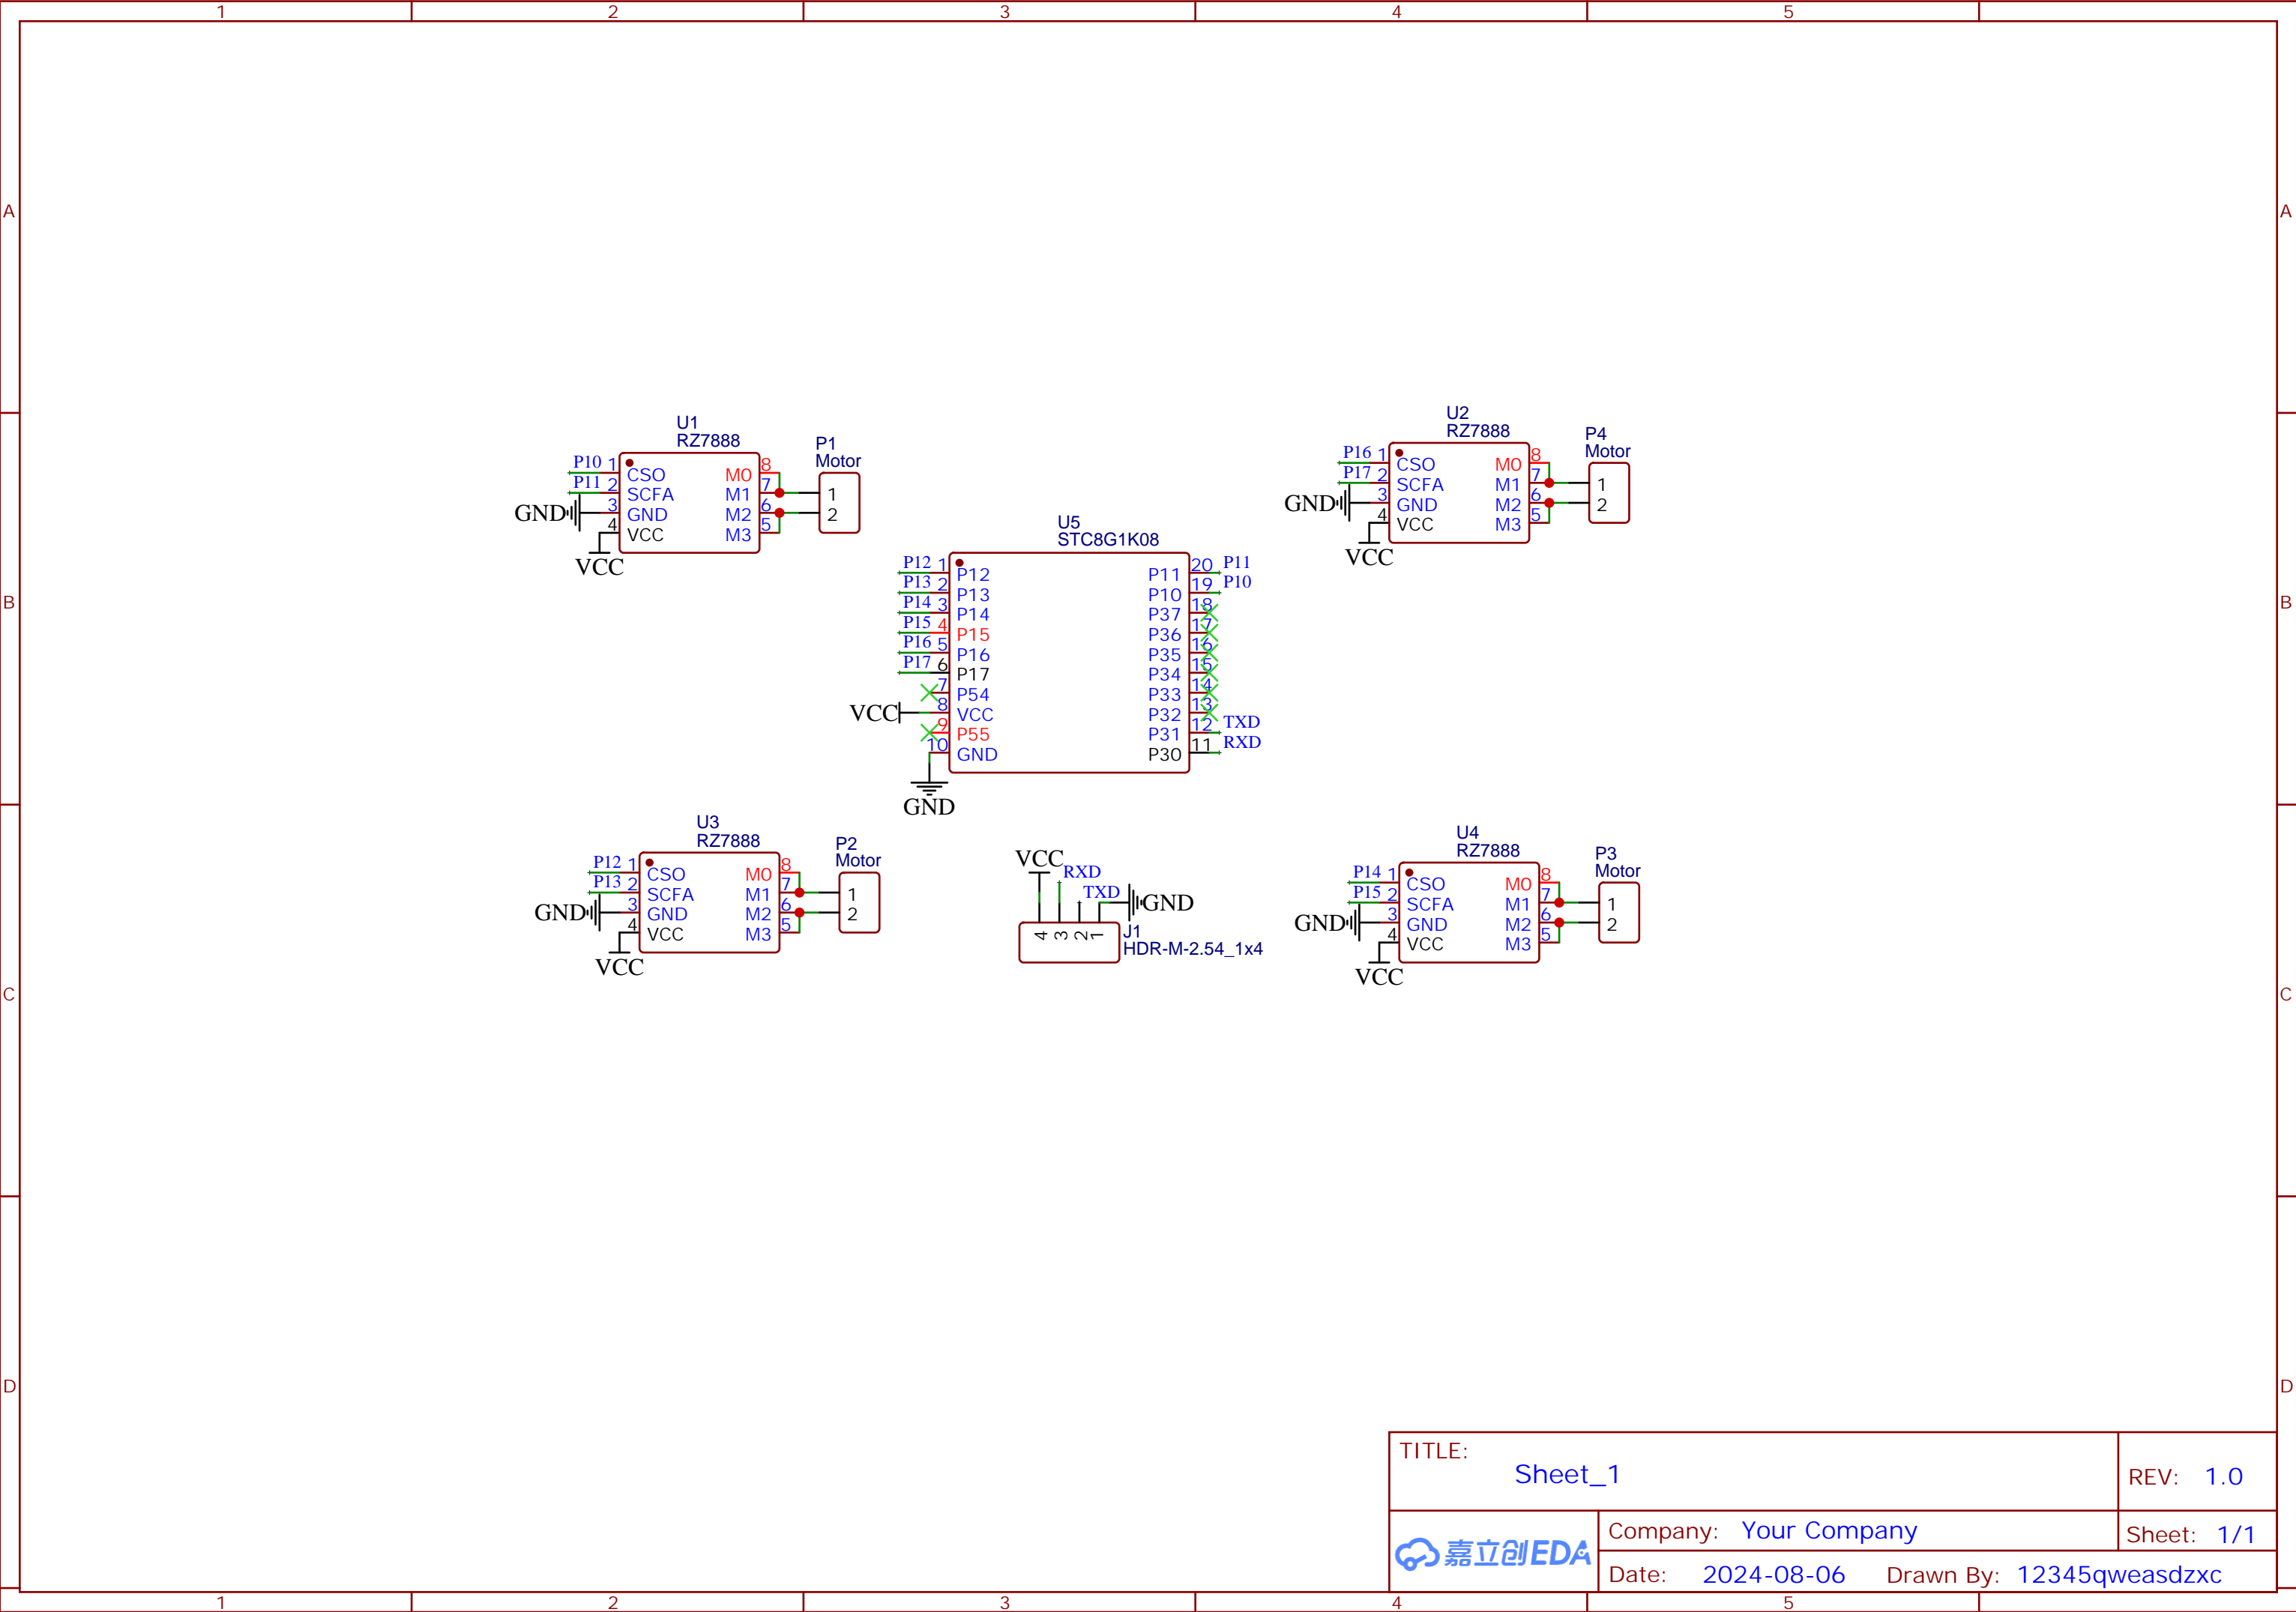 1 2 3 4 5
A A
B B
C C
D D
U1
RZ7888
P10 1 CSO M0 8
P11 2 SCFA M1 7
GND 3 GND M2 6
4 VCC M3 5
VCC
P1
Motor
1
2
U2
RZ7888
P16 1 CSO M0 8
P17 2 SCFA M1 7
GND 3 GND M2 6
4 VCC M3 5
VCC
P4
Motor
1
2
U5
STC8G1K08
P12 1 P12 P11 20 P11
P13 2 P13 P10 19 P10
P14 3 P14 P37 18
P15 4 P15 P36 17
P16 5 P16 P35 16
P17 6 P17 P34 15
7 P54 P33 14
VCC 8 VCC P32 13
9 P55 P31 12 TXD
10 GND P30 11 RXD
GND
U3
RZ7888
P12 1 CSO M0 8
P13 2 SCFA M1 7
GND 3 GND M2 6
4 VCC M3 5
VCC
P2
Motor
1
2
VCC
RXD
TXD
GND
4 3 2 1
J1
HDR-M-2.54_1x4
U4
RZ7888
P14 1 CSO M0 8
P15 2 SCFA M1 7
GND 3 GND M2 6
4 VCC M3 5
VCC
P3
Motor
1
2
TITLE:
Sheet_1
REV: 1.0
嘉立创EDA
Company: Your Company
Sheet: 1/1
Date: 2024-08-06 Drawn By: 12345qweasdzxc
1 2 3 4 5